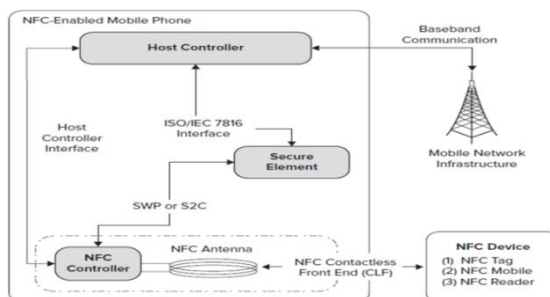 NFC-Enabled Mobile Phone
Host Controller
Baseband
Communication
Host
Controller
Interface
ISO/IEC 7816
Interface
Secure
Element
Mobile Network
Infrastructure
SWP or S2C
NFC
Controller
NFC Antenna
NFC Contactless
Front End (CLF)
NFC Device
(1) NFC Tag
(2) NFC Mobile
(3) NFC Reader